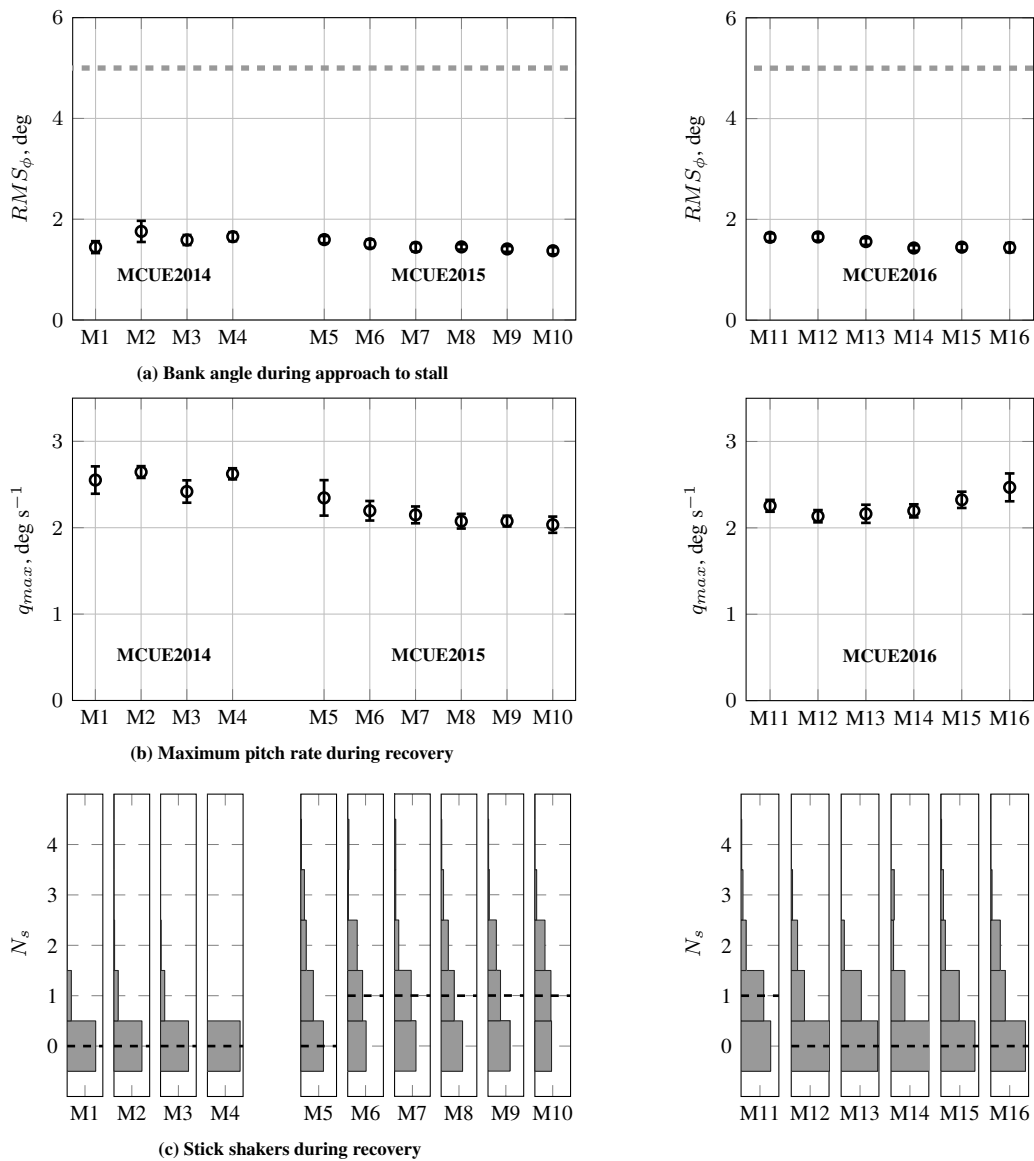 6
4
2
0
RMSϕ, deg
MCUE2014
MCUE2015
M1 M2 M3 M4 M5 M6 M7 M8 M9 M10
6
4
2
0
RMSϕ, deg
MCUE2016
M11 M12 M13 M14 M15 M16
(a) Bank angle during approach to stall
3
2
1
0
qmax, deg s−1
MCUE2014
MCUE2015
M1 M2 M3 M4 M5 M6 M7 M8 M9 M10
3
2
1
0
qmax, deg s−1
MCUE2016
M11 M12 M13 M14 M15 M16
(b) Maximum pitch rate during recovery
4
3
2
1
0
Ns
M1 M2 M3 M4 M5 M6 M7 M8 M9 M10
4
3
2
1
0
Ns
M11 M12 M13 M14 M15 M16
(c) Stick shakers during recovery